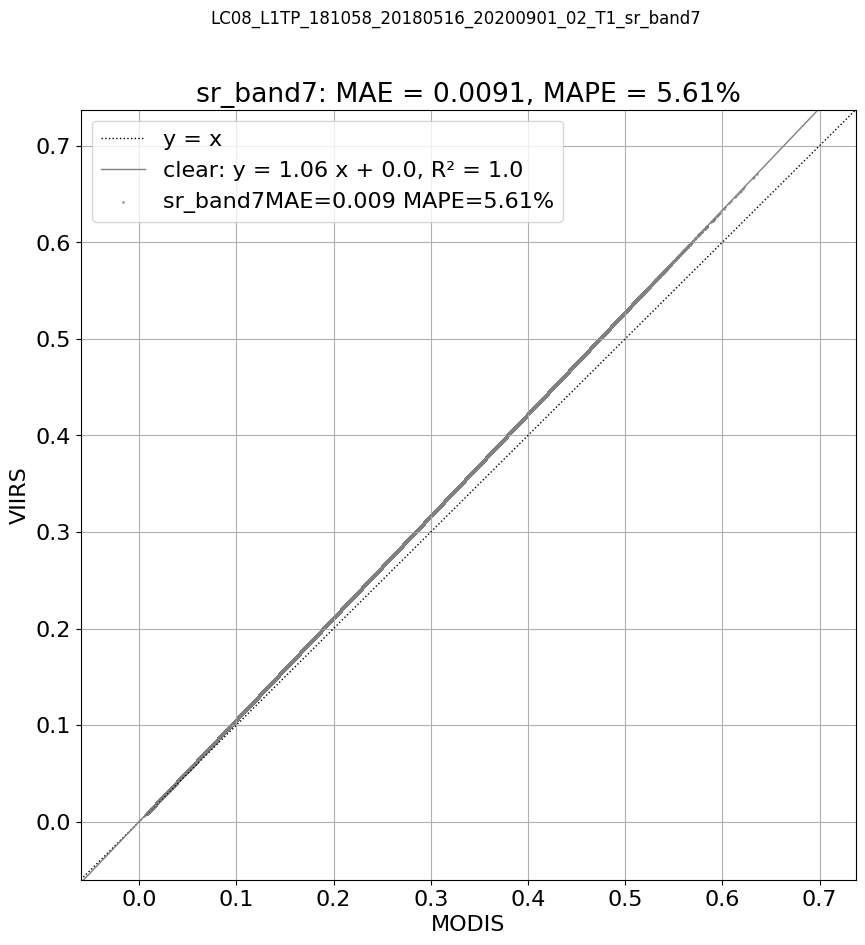 LC08_L1TP_181058_20180516_20200901_02_T1_sr_band7
sr_band7: MAE = 0.0091, MAPE = 5.61%
y = x
clear: y = 1.06 x + 0.0, R² = 1.0
sr_band7MAE=0.009 MAPE=5.61%
0.7
0.6
0.5
0.4
0.3
0.2
0.1
0.0
VIIRS
0.0 0.1 0.2 0.3 0.4 0.5 0.6 0.7
MODIS